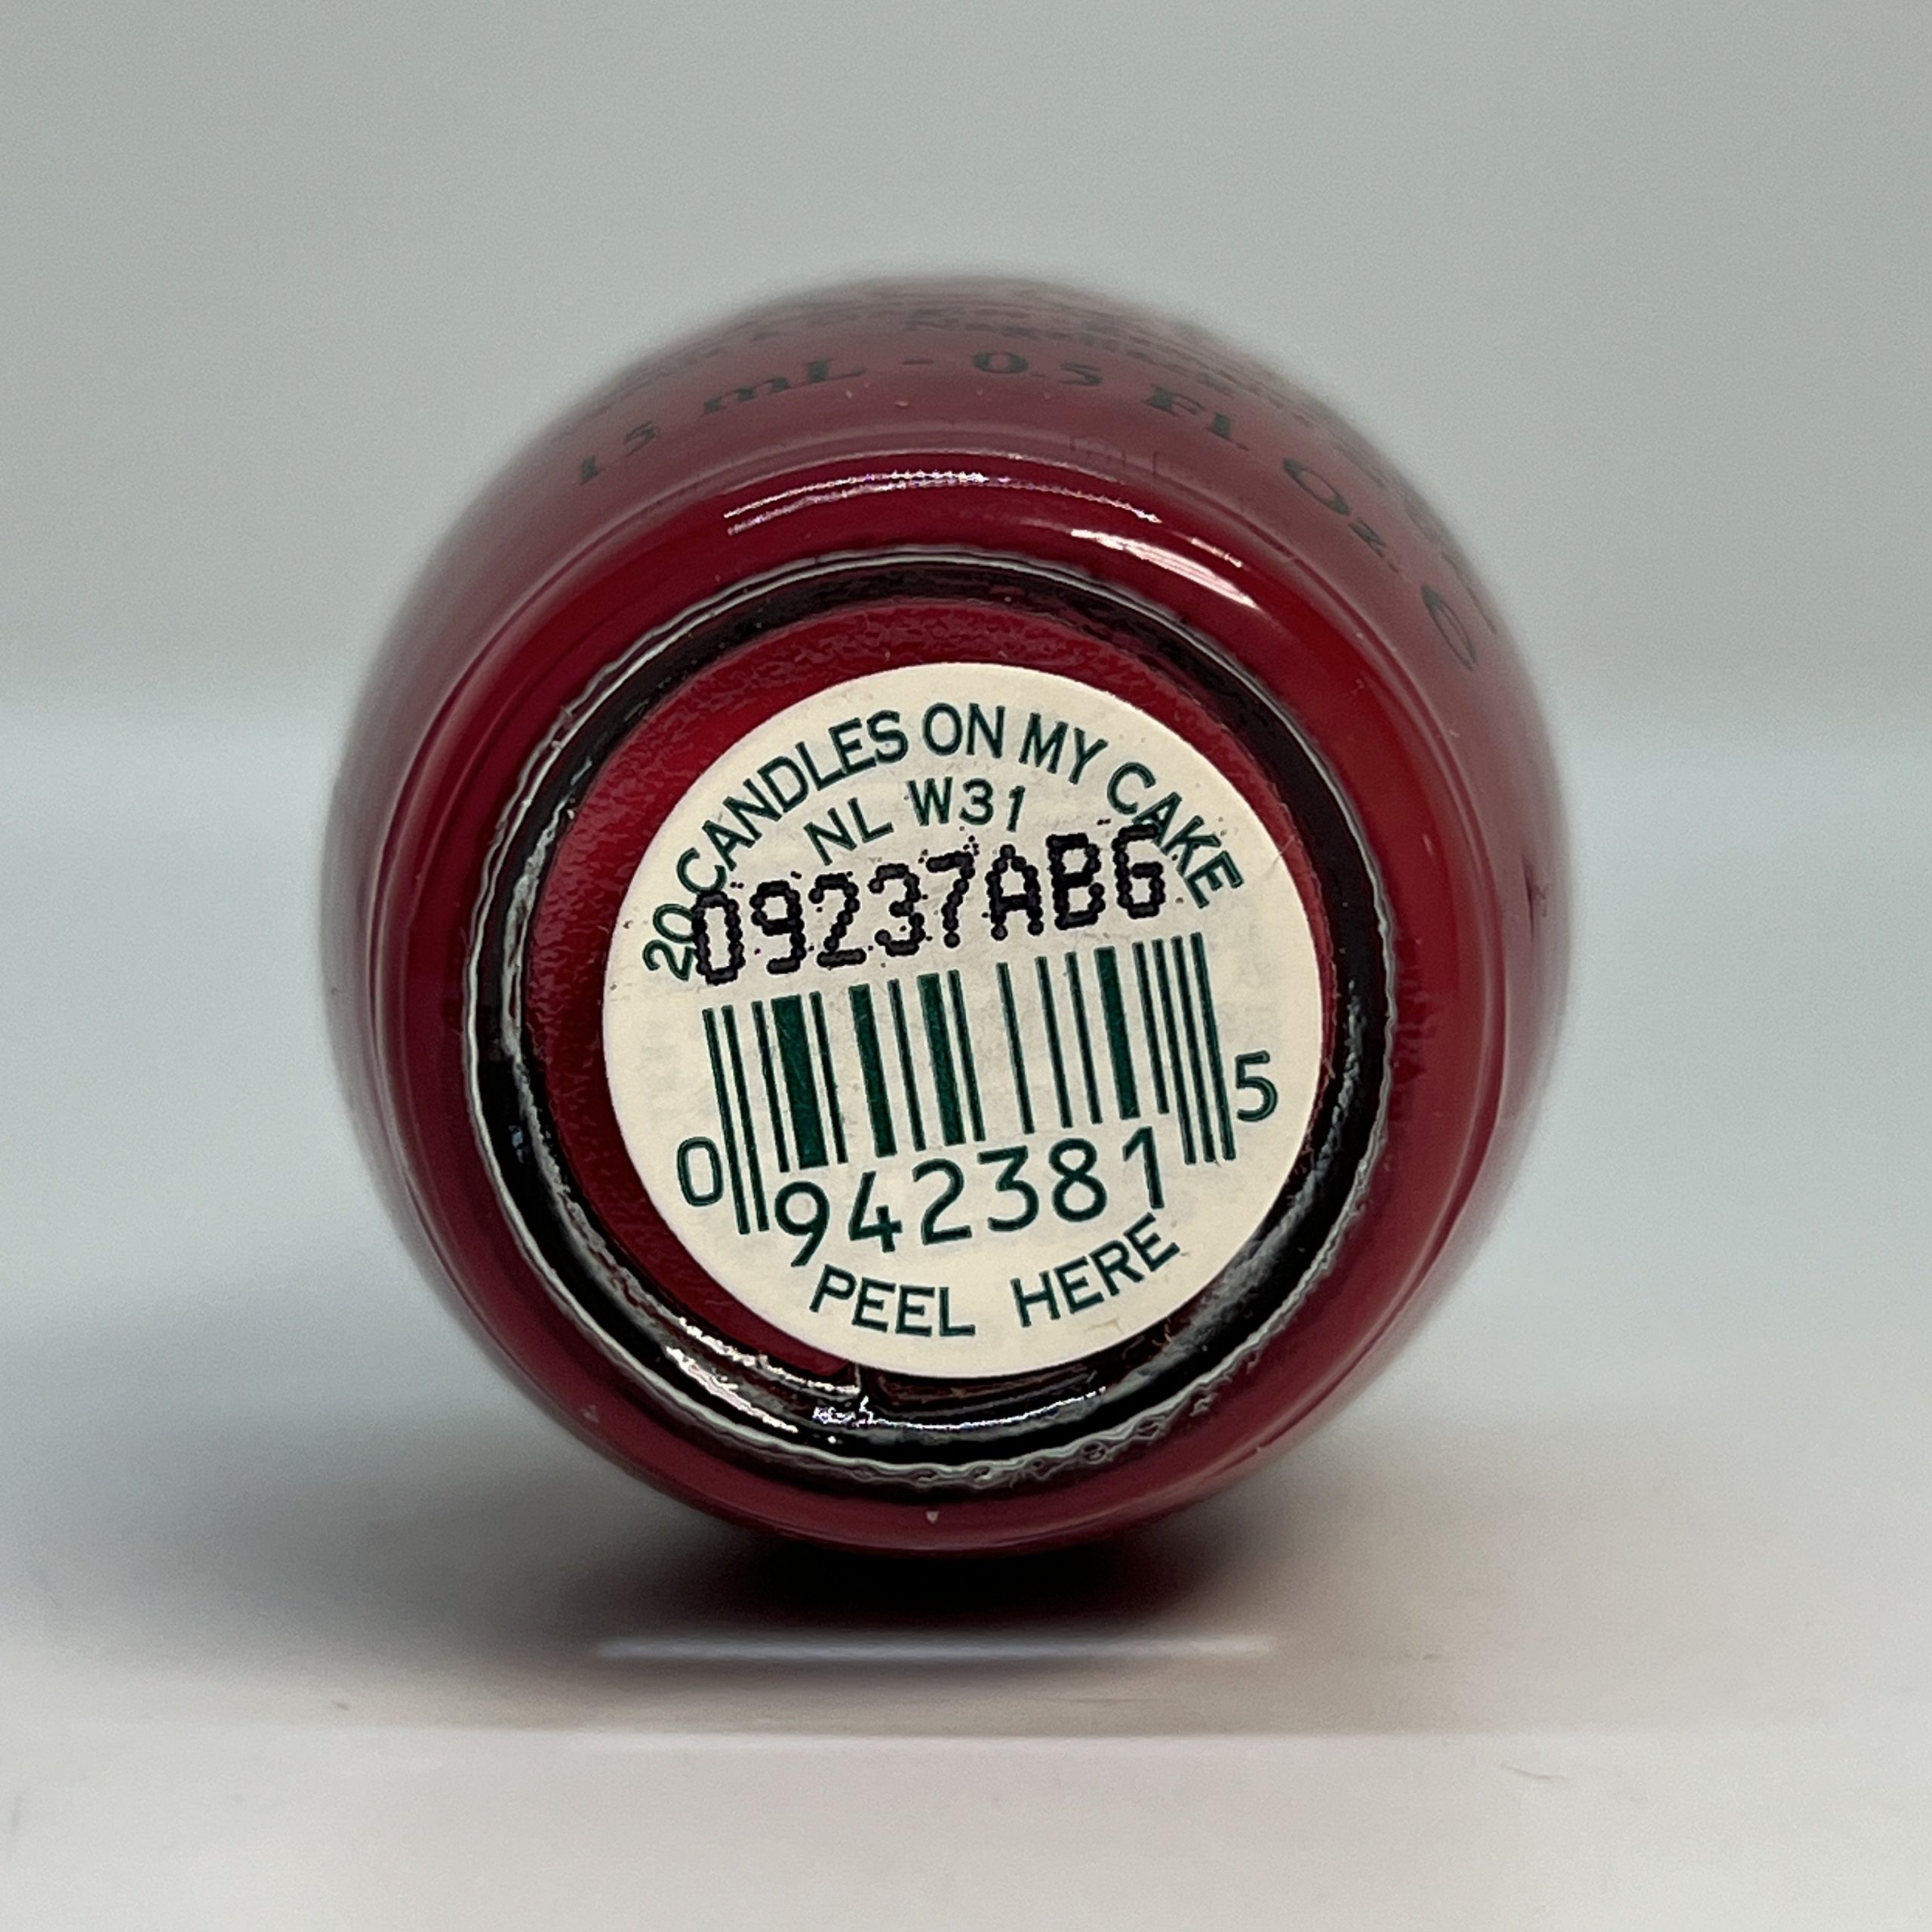 15 mL - 0.5 Fl. Oz. e
20 CANDLES ON MY CAKE
NL W31
09237ABG
0 942381 5
PEEL HERE